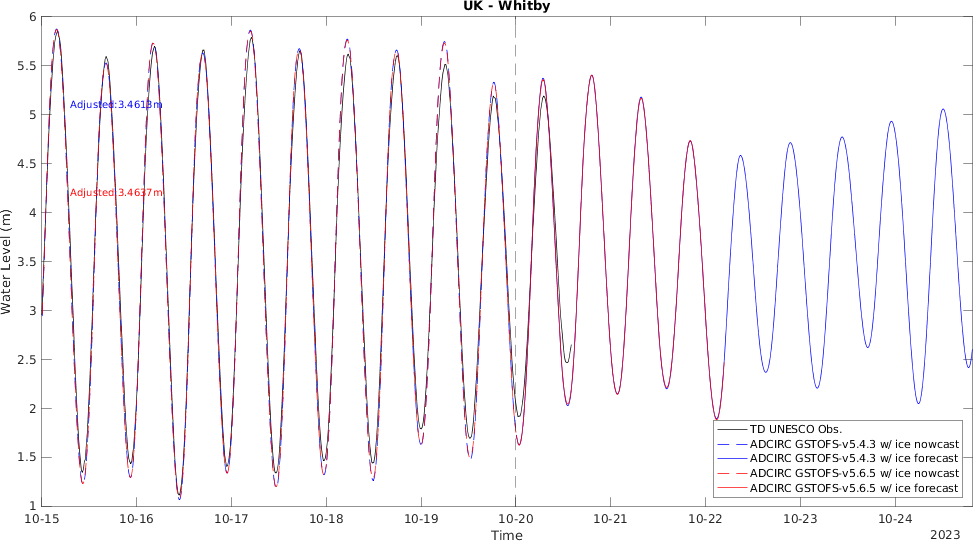 UK - Whitby
6
5.5
Adjusted:3.4613m
5
4.5
Adjusted:3.4637m
4
Water Level (m)
3.5
3
2.5
2
1.5
1
TD UNESCO Obs.
ADCIRC GSTOFS-v5.4.3 w/ ice nowcast
ADCIRC GSTOFS-v5.4.3 w/ ice forecast
ADCIRC GSTOFS-v5.6.5 w/ ice nowcast
ADCIRC GSTOFS-v5.6.5 w/ ice forecast
10-15 10-16 10-17 10-18 10-19 10-20 10-21 10-22 10-23 10-24
Time
2023